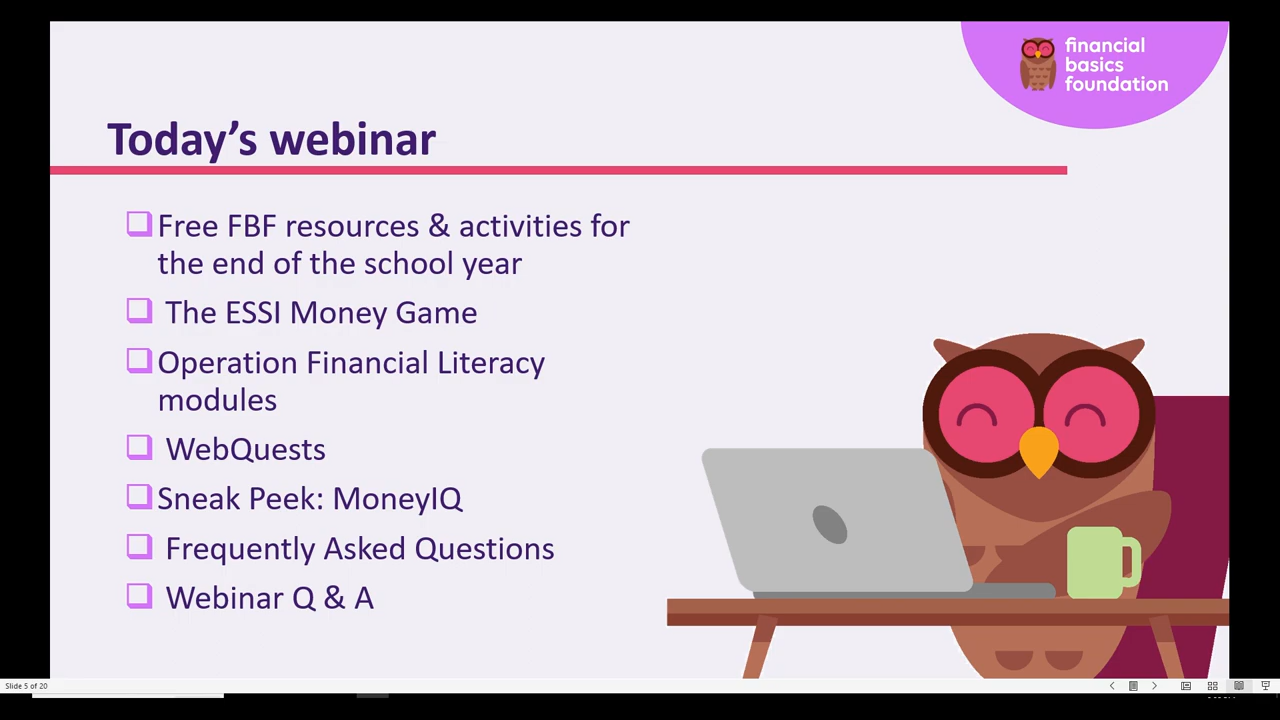 financial
basics
foundation
Today’s webinar
Free FBF resources & activities for
the end of the school year
The ESSI Money Game
Operation Financial Literacy
modules
WebQuests
Sneak Peek: MoneyIQ
Frequently Asked Questions
Webinar Q & A
Slide 5 of 20